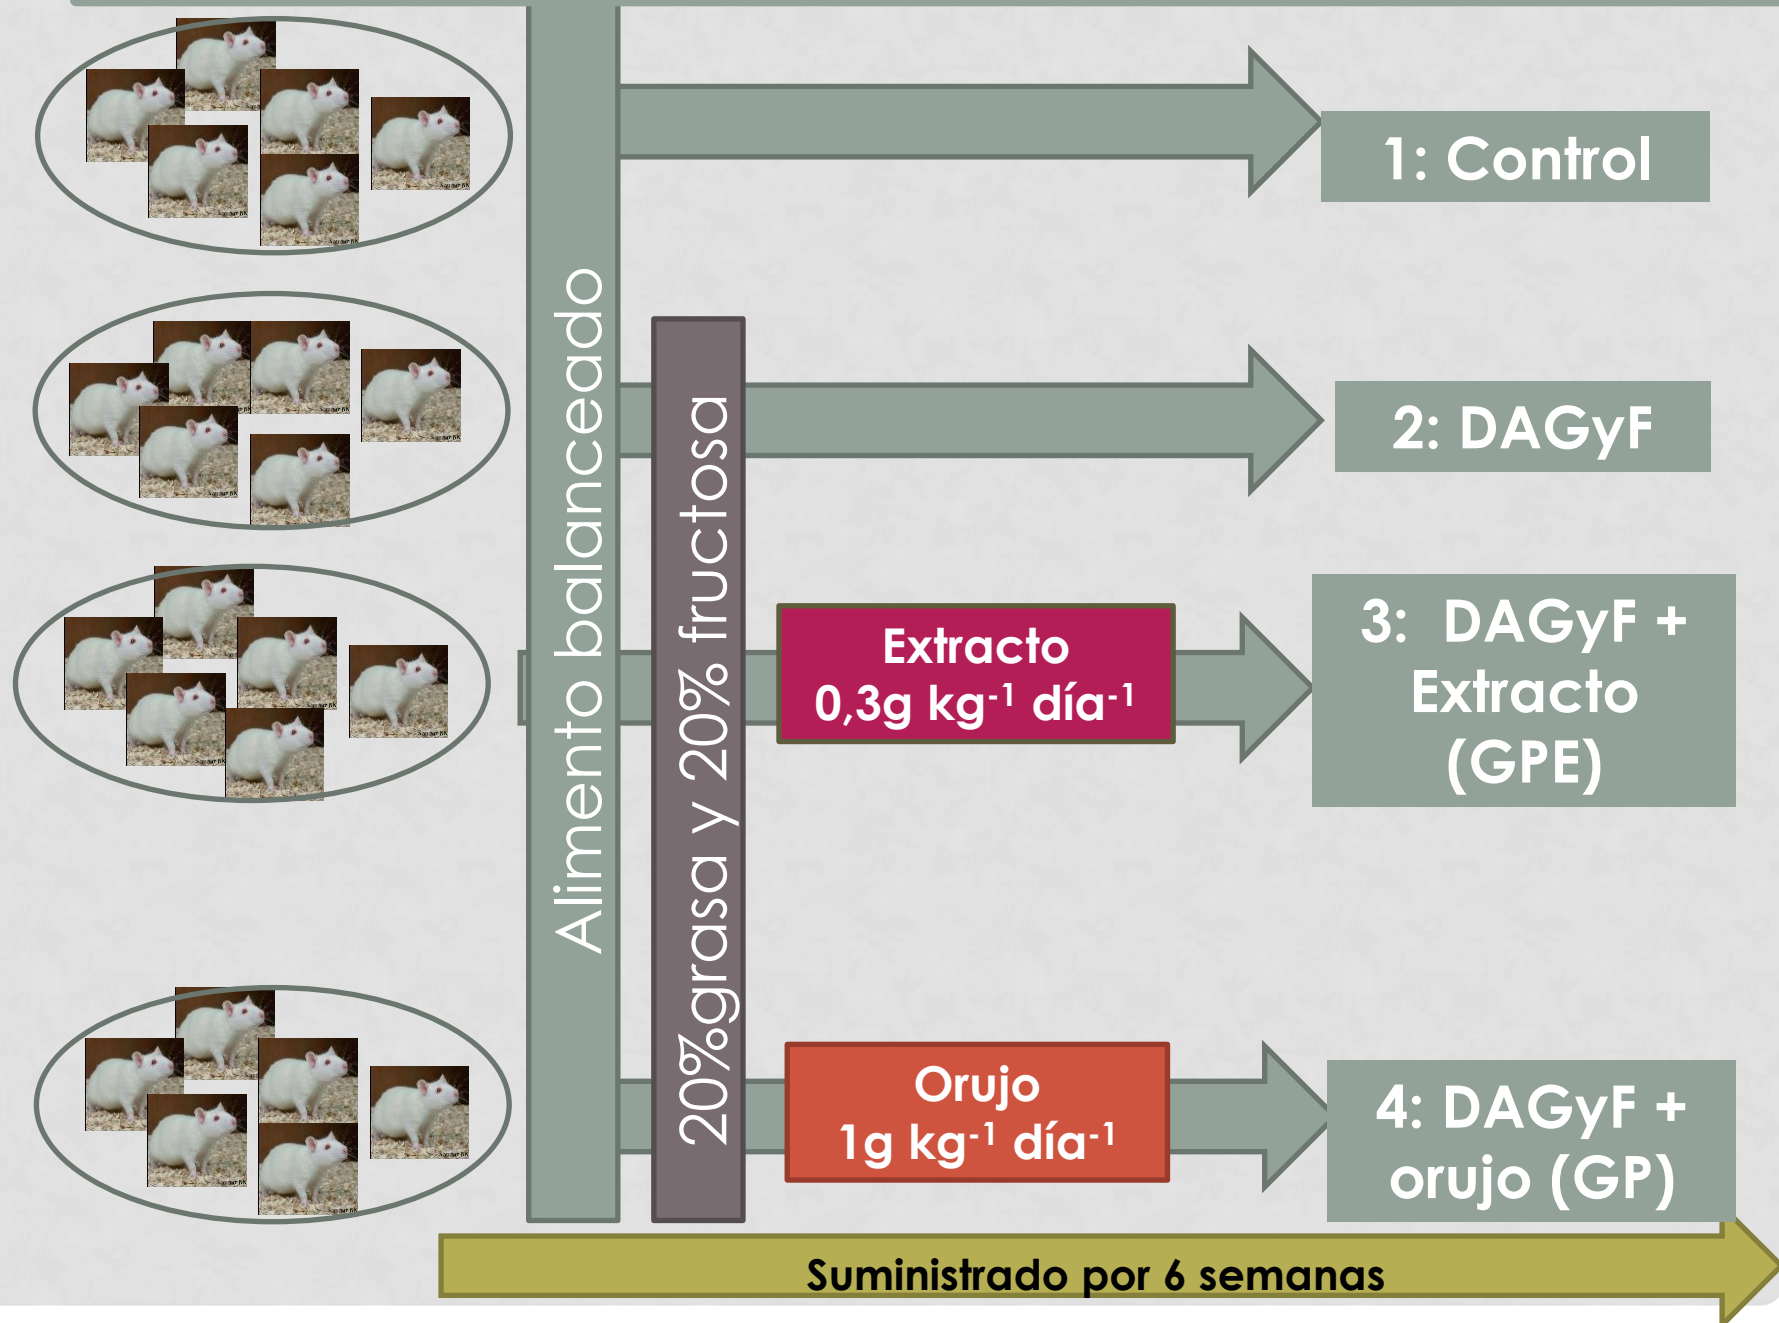 1: Control
Alimento balanceado
20%grasa y 20% fructosa
2: DAGyF
Extracto
0,3g kg-1 día-1
3: DAGyF +
Extracto
(GPE)
Orujo
1g kg-1 día-1
4: DAGyF +
orujo (GP)
Suministrado por 6 semanas